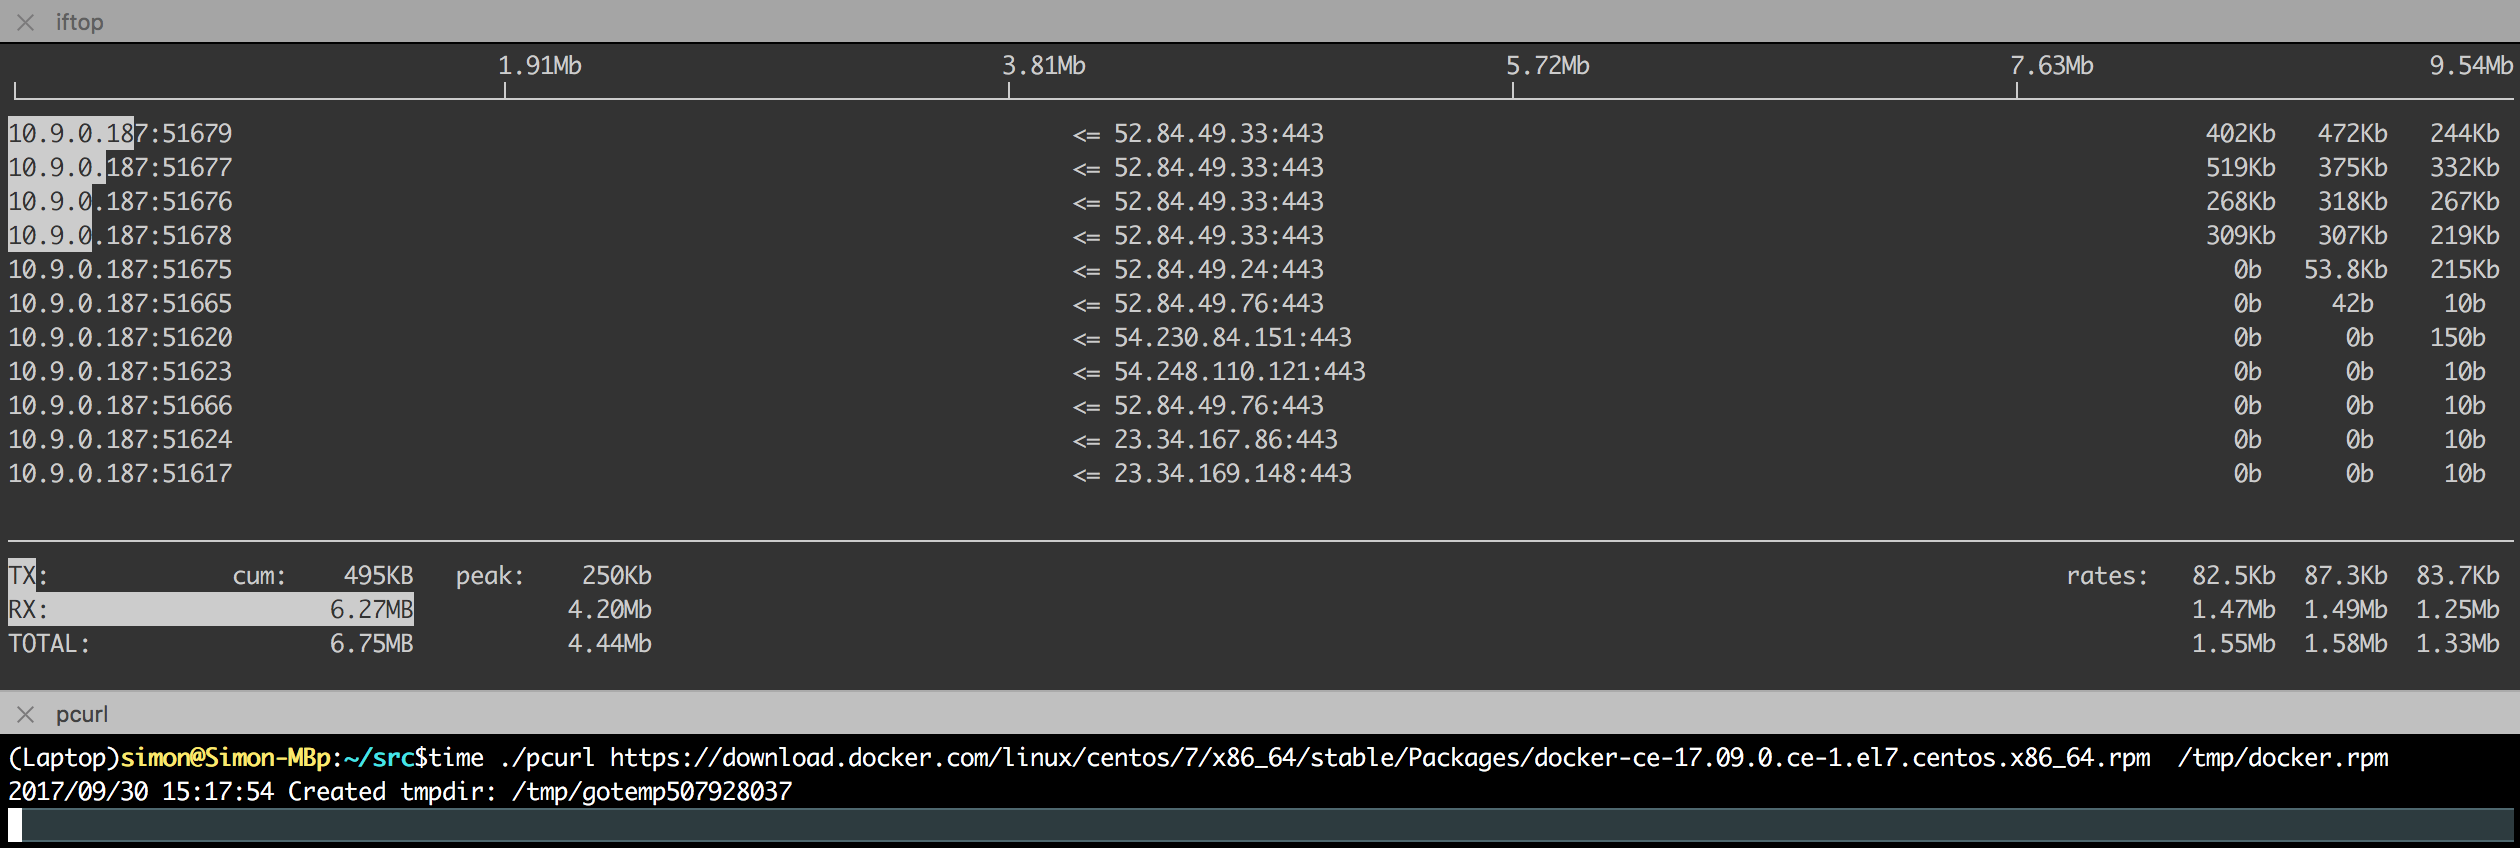 iftop
1.91Mb 3.81Mb 5.72Mb 7.63Mb 9.54Mb
10.9.0.187:51679 <= 52.84.49.33:443 402Kb 472Kb 244Kb
10.9.0.187:51677 <= 52.84.49.33:443 519Kb 375Kb 332Kb
10.9.0.187:51676 <= 52.84.49.33:443 268Kb 318Kb 267Kb
10.9.0.187:51678 <= 52.84.49.33:443 309Kb 307Kb 219Kb
10.9.0.187:51675 <= 52.84.49.24:443 0b 53.8Kb 215Kb
10.9.0.187:51665 <= 52.84.49.76:443 0b 42b 10b
10.9.0.187:51620 <= 54.230.84.151:443 0b 0b 150b
10.9.0.187:51623 <= 54.248.110.121:443 0b 0b 10b
10.9.0.187:51666 <= 52.84.49.76:443 0b 0b 10b
10.9.0.187:51624 <= 23.34.167.86:443 0b 0b 10b
10.9.0.187:51617 <= 23.34.169.148:443 0b 0b 10b
TX: cum: 495KB peak: 250Kb rates: 82.5Kb 87.3Kb 83.7Kb
RX: 6.27MB 4.20Mb 1.47Mb 1.49Mb 1.25Mb
TOTAL: 6.75MB 4.44Mb 1.55Mb 1.58Mb 1.33Mb
pcurl
(Laptop)simon@Simon-MBp:~/src$time ./pcurl https://download.docker.com/linux/centos/7/x86_64/stable/Packages/docker-ce-17.09.0.ce-1.el7.centos.x86_64.rpm  /tmp/docker.rpm
2017/09/30 15:17:54 Created tmpdir: /tmp/gotemp507928037